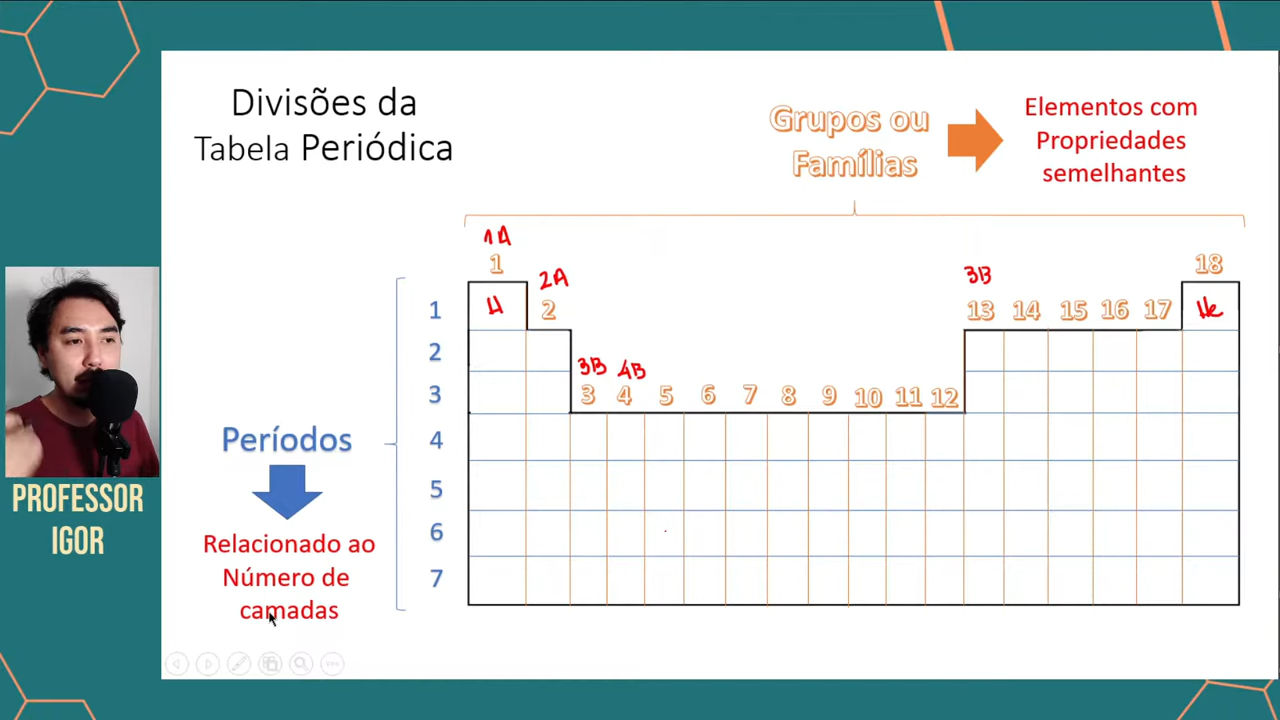 Divisões da
Tabela Periódica
Grupos ou
Famílias
Elementos com
Propriedades
semelhantes
1A
1
2A
3B
18
H
1
2
13 14 15 16 17
He
2
3B 4B
3
3 4 5 6 7 8 9 10 11 12
Períodos
4
5
6
7
Relacionado ao
Número de
camadas
PROFESSOR
IGOR